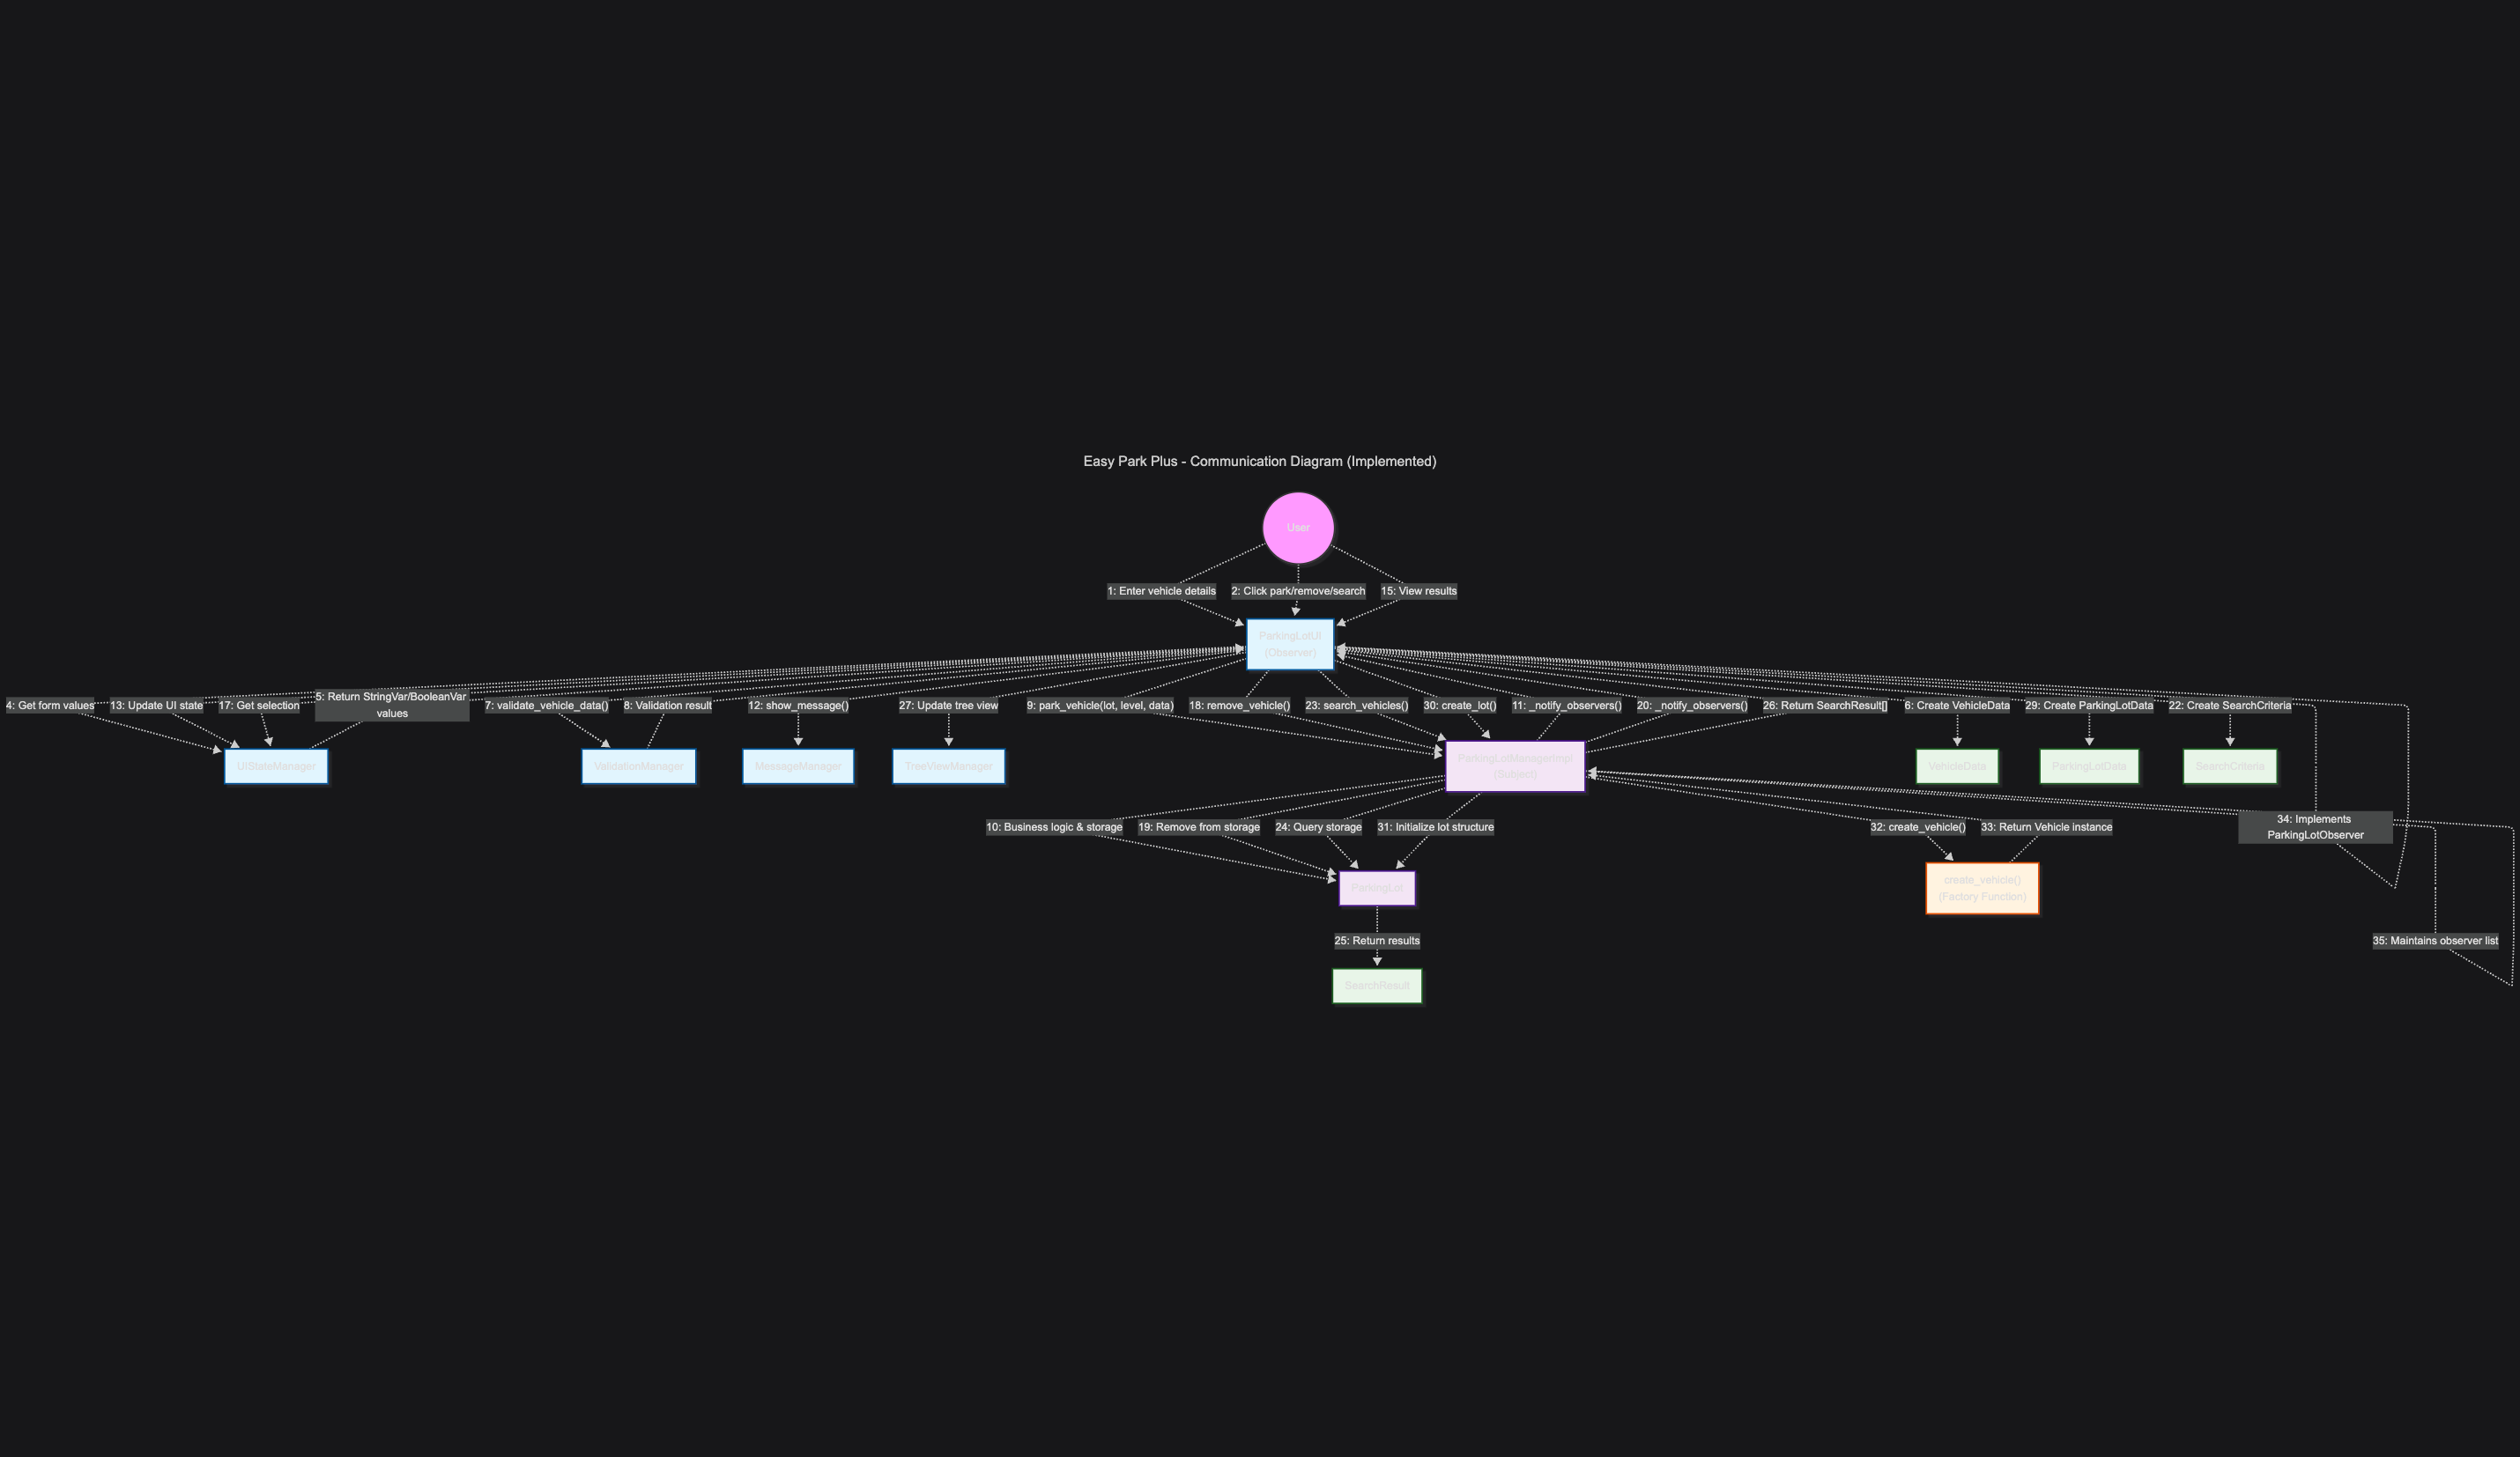 Easy Park Plus - Communication Diagram (Implemented)
User
1: Enter vehicle details
2: Click park/remove/search
15: View results
ParkingLotUI
(Observer)
4: Get form values
13: Update UI state
17: Get selection
5: Return StringVar/BooleanVar
values
7: validate_vehicle_data()
8: Validation result
12: show_message()
27: Update tree view
9: park_vehicle(lot, level, data)
18: remove_vehicle()
23: search_vehicles()
30: create_lot()
11: _notify_observers()
20: _notify_observers()
26: Return SearchResult[]
6: Create VehicleData
29: Create ParkingLotData
22: Create SearchCriteria
UIStateManager
ValidationManager
MessageManager
TreeViewManager
ParkingLotManagerImpl
(Subject)
VehicleData
ParkingLotData
SearchCriteria
10: Business logic & storage
19: Remove from storage
24: Query storage
31: Initialize lot structure
32: create_vehicle()
33: Return Vehicle instance
34: Implements
ParkingLotObserver
ParkingLot
create_vehicle()
(Factory Function)
25: Return results
35: Maintains observer list
SearchResult